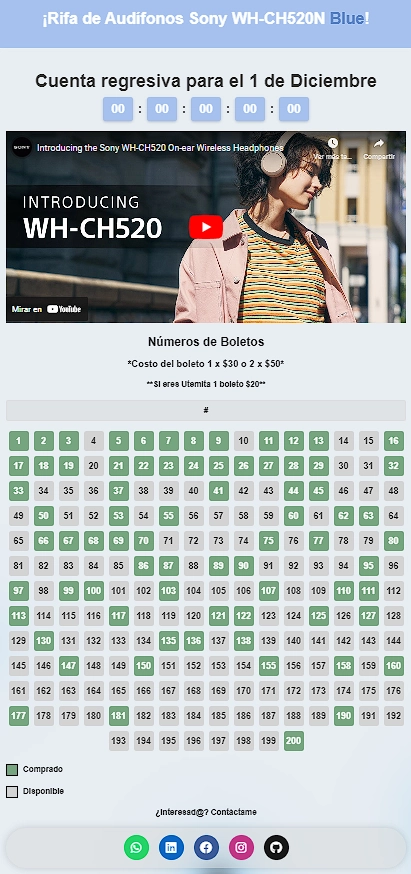 ¡Rifa de Audífonos Sony WH-CH520N Blue!
Cuenta regresiva para el 1 de Diciembre
00 : 00 : 00 : 00 : 00
SONY Introducing the Sony WH-CH520 On-ear Wireless Headphones
Ver más ta... Compartir
INTRODUCING
WH-CH520
Mirar en YouTube
Números de Boletos
*Costo del boleto 1 x $30 o 2 x $50*
**Si eres Utemita 1 boleto $20**
#
1 2 3 4 5 6 7 8 9 10 11 12 13 14 15 16
17 18 19 20 21 22 23 24 25 26 27 28 29 30 31 32
33 34 35 36 37 38 39 40 41 42 43 44 45 46 47 48
49 50 51 52 53 54 55 56 57 58 59 60 61 62 63 64
65 66 67 68 69 70 71 72 73 74 75 76 77 78 79 80
81 82 83 84 85 86 87 88 89 90 91 92 93 94 95 96
97 98 99 100 101 102 103 104 105 106 107 108 109 110 111 112
113 114 115 116 117 118 119 120 121 122 123 124 125 126 127 128
129 130 131 132 133 134 135 136 137 138 139 140 141 142 143 144
145 146 147 148 149 150 151 152 153 154 155 156 157 158 159 160
161 162 163 164 165 166 167 168 169 170 171 172 173 174 175 176
177 178 179 180 181 182 183 184 185 186 187 188 189 190 191 192
193 194 195 196 197 198 199 200
Comprado
Disponible
¿Interesad@? Contáctame